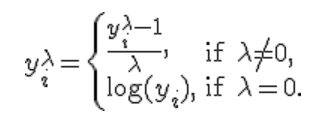 y_i^λ = { (y_i^λ − 1)/λ, if λ ≠ 0,
log(y_i), if λ = 0.